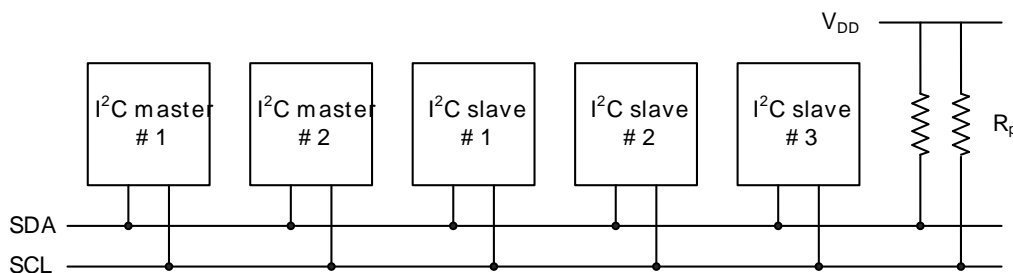 V_DD
I²C master
# 1
I²C master
# 2
I²C slave
# 1
I²C slave
# 2
I²C slave
# 3
R_p
SDA
SCL